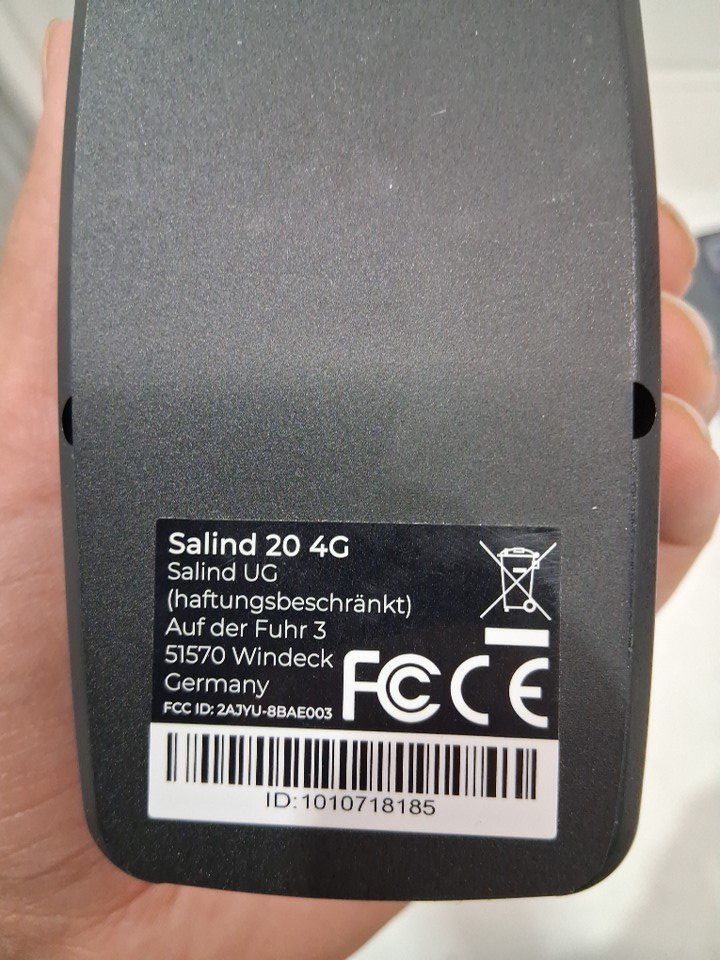 Salind 20 4G
Salind UG
(haftungsbeschränkt)
Auf der Fuhr 3
51570 Windeck
Germany
FCC ID: 2AJYU-8BAE003
FC CE
ID:1010718185